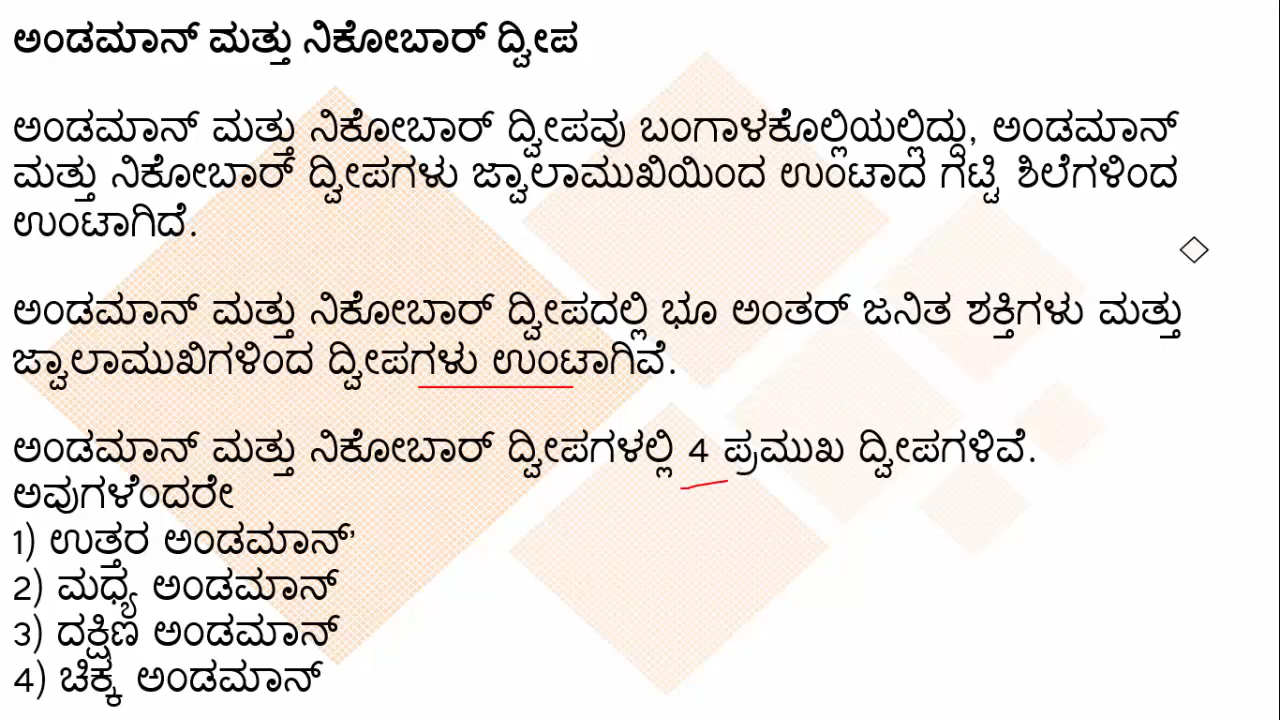 ಅಂಡಮಾನ್ ಮತ್ತು ನಿಕೋಬಾರ್ ದ್ವೀಪ
ಅಂಡಮಾನ್ ಮತ್ತು ನಿಕೋಬಾರ್ ದ್ವೀಪವು ಬಂಗಾಳಕೊಲ್ಲಿಯಲ್ಲಿದ್ದು, ಅಂಡಮಾನ್
ಮತ್ತು ನಿಕೋಬಾರ್ ದ್ವೀಪಗಳು ಜ್ವಾಲಾಮುಖಿಯಿಂದ ಉಂಟಾದ ಗಟ್ಟಿ ಶಿಲೆಗಳಿಂದ
ಉಂಟಾಗಿದೆ.
ಅಂಡಮಾನ್ ಮತ್ತು ನಿಕೋಬಾರ್ ದ್ವೀಪದಲ್ಲಿ ಭೂ ಅಂತರ್ ಜನಿತ ಶಕ್ತಿಗಳು ಮತ್ತು
ಜ್ವಾಲಾಮುಖಿಗಳಿಂದ ದ್ವೀಪಗಳು ಉಂಟಾಗಿವೆ.
ಅಂಡಮಾನ್ ಮತ್ತು ನಿಕೋಬಾರ್ ದ್ವೀಪಗಳಲ್ಲಿ 4 ಪ್ರಮುಖ ದ್ವೀಪಗಳಿವೆ.
ಅವುಗಳೆಂದರೇ
1) ಉತ್ತರ ಅಂಡಮಾನ್’
2) ಮಧ್ಯ ಅಂಡಮಾನ್
3) ದಕ್ಷಿಣ ಅಂಡಮಾನ್
4) ಚಿಕ್ಕ ಅಂಡಮಾನ್